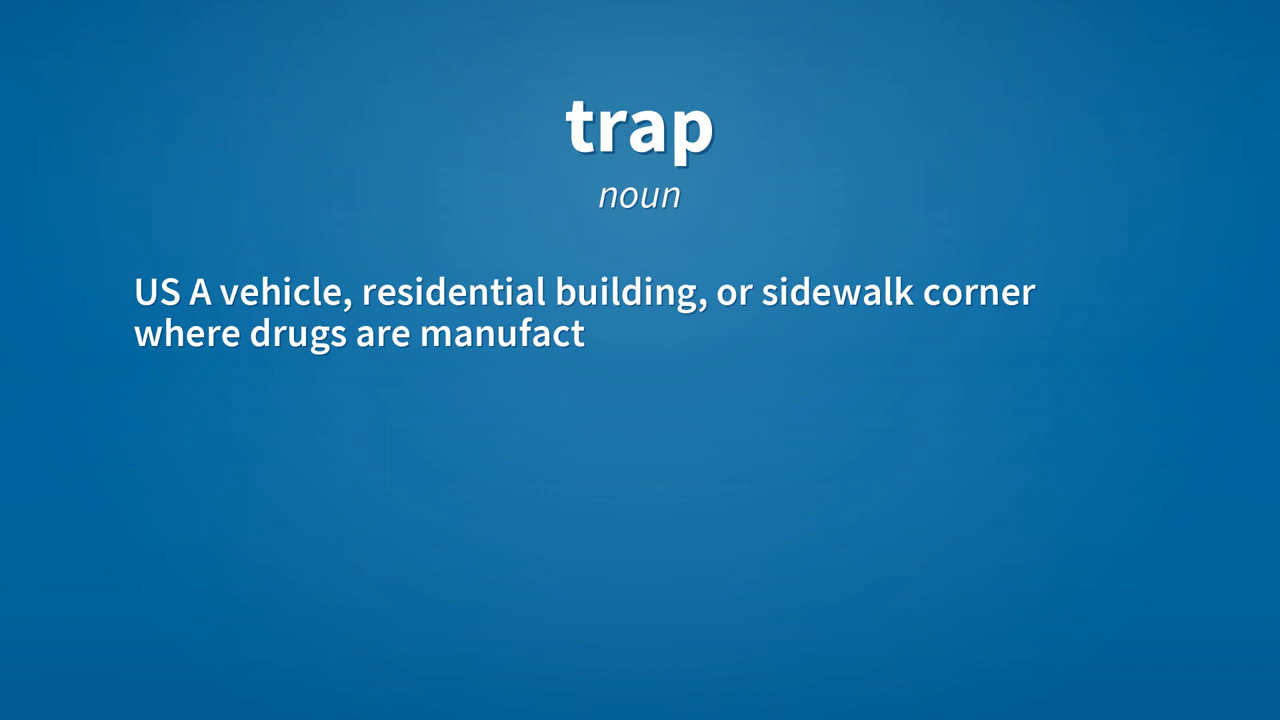 trap
noun
US A vehicle, residential building, or sidewalk corner
where drugs are manufact